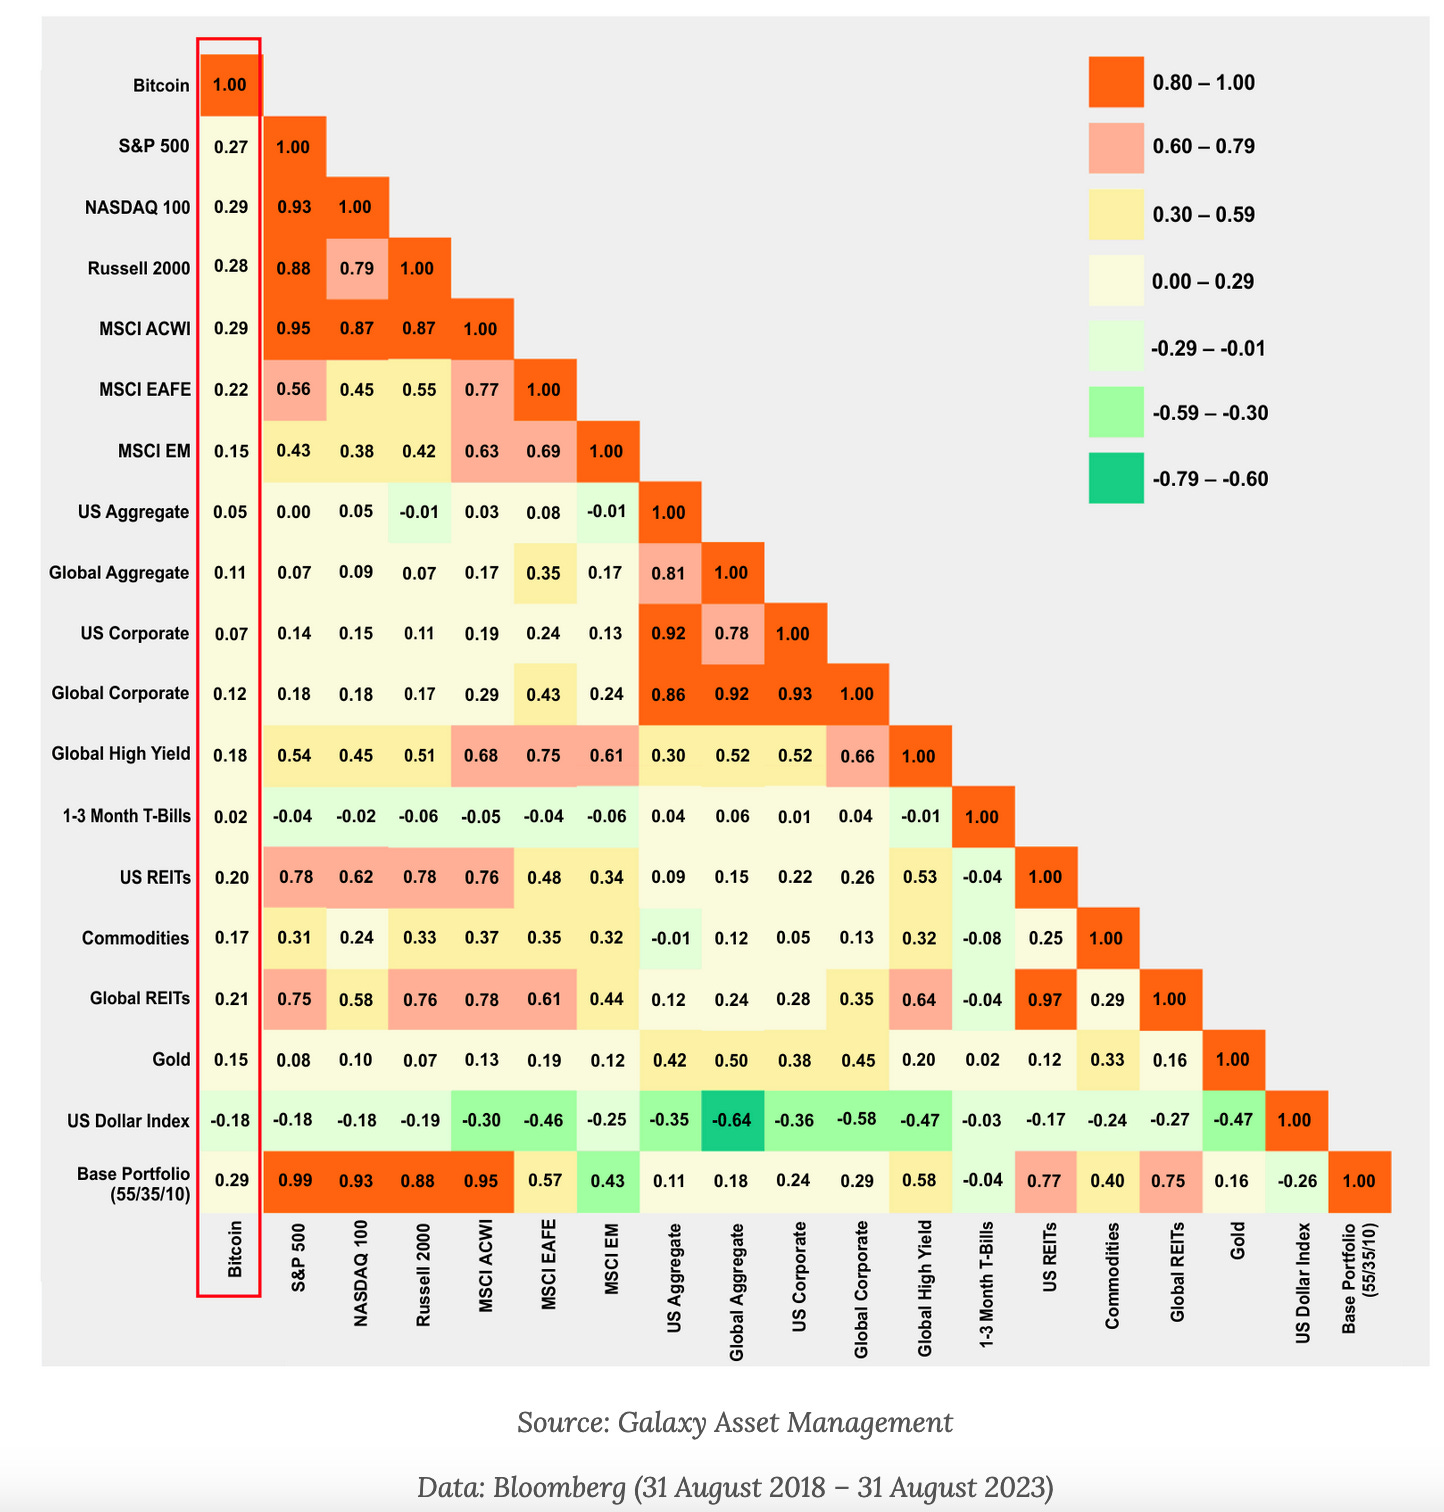 Bitcoin 1.00 0.80 – 1.00
S&P 500 0.27 1.00 0.60 – 0.79
NASDAQ 100 0.29 0.93 1.00 0.30 – 0.59
Russell 2000 0.28 0.88 0.79 1.00 0.00 – 0.29
MSCI ACWI 0.29 0.95 0.87 0.87 1.00 -0.29 – -0.01
MSCI EAFE 0.22 0.56 0.45 0.55 0.77 1.00 -0.59 – -0.30
MSCI EM 0.15 0.43 0.38 0.42 0.63 0.69 1.00 -0.79 – -0.60
US Aggregate 0.05 0.00 0.05 -0.01 0.03 0.08 -0.01 1.00
Global Aggregate 0.11 0.07 0.09 0.07 0.17 0.35 0.17 0.81 1.00
US Corporate 0.07 0.14 0.15 0.11 0.19 0.24 0.13 0.92 0.78 1.00
Global Corporate 0.12 0.18 0.18 0.17 0.29 0.43 0.24 0.86 0.92 0.93 1.00
Global High Yield 0.18 0.54 0.45 0.51 0.68 0.75 0.61 0.30 0.52 0.52 0.66 1.00
1-3 Month T-Bills 0.02 -0.04 -0.02 -0.06 -0.05 -0.04 -0.06 0.04 0.06 0.01 0.04 -0.01 1.00
US REITs 0.20 0.78 0.62 0.78 0.76 0.48 0.34 0.09 0.15 0.22 0.26 0.53 -0.04 1.00
Commodities 0.17 0.31 0.24 0.33 0.37 0.35 0.32 -0.01 0.12 0.05 0.13 0.32 -0.08 0.25 1.00
Global REITs 0.21 0.75 0.58 0.76 0.78 0.61 0.44 0.12 0.24 0.28 0.35 0.64 -0.04 0.97 0.29 1.00
Gold 0.15 0.08 0.10 0.07 0.13 0.19 0.12 0.42 0.50 0.38 0.45 0.20 0.02 0.12 0.33 0.16 1.00
US Dollar Index -0.18 -0.18 -0.18 -0.19 -0.30 -0.46 -0.25 -0.35 -0.64 -0.36 -0.58 -0.47 -0.03 -0.17 -0.24 -0.27 -0.47 1.00
Base Portfolio
(55/35/10) 0.29 0.99 0.93 0.88 0.95 0.57 0.43 0.11 0.18 0.24 0.29 0.58 -0.04 0.77 0.40 0.75 0.16 -0.26 1.00
Bitcoin
S&P 500
NASDAQ 100
Russell 2000
MSCI ACWI
MSCI EAFE
MSCI EM
US Aggregate
Global Aggregate
US Corporate
Global Corporate
Global High Yield
1-3 Month T-Bills
US REITs
Commodities
Global REITs
Gold
US Dollar Index
Base Portfolio
(55/35/10)
Source: Galaxy Asset Management
Data: Bloomberg (31 August 2018 – 31 August 2023)